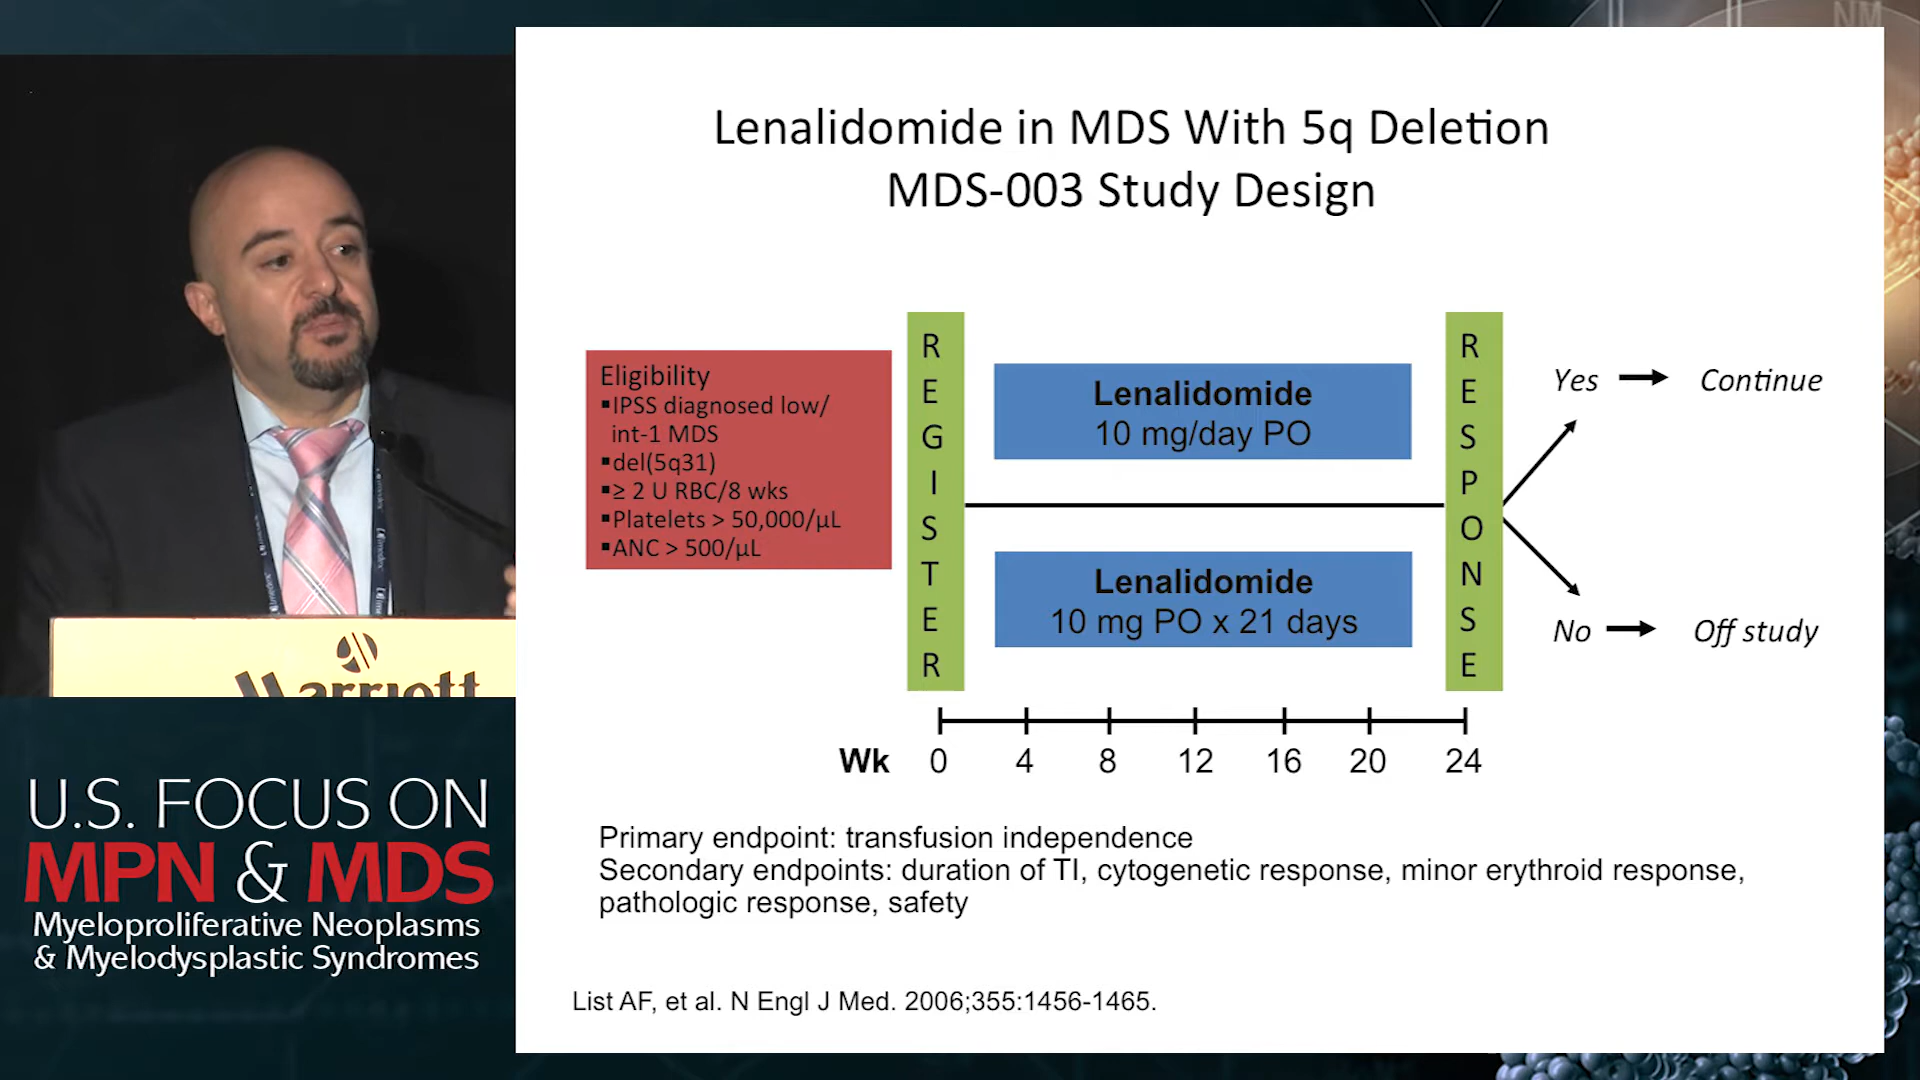 NM
Lenalidomide in MDS With 5q Deletion
MDS-003 Study Design
Eligibility
▪IPSS diagnosed low/
int-1 MDS
▪del(5q31)
▪≥ 2 U RBC/8 wks
▪Platelets > 50,000/µL
▪ANC > 500/µL
REGISTER
Lenalidomide
10 mg/day PO
Lenalidomide
10 mg PO x 21 days
RESPONSE
Yes Continue
No Off study
Wk 0 4 8 12 16 20 24
Primary endpoint: transfusion independence
Secondary endpoints: duration of TI, cytogenetic response, minor erythroid response,
pathologic response, safety
List AF, et al. N Engl J Med. 2006;355:1456-1465.
Marriott
U.S. FOCUS ON
MPN & MDS
Myeloproliferative Neoplasms
& Myelodysplastic Syndromes